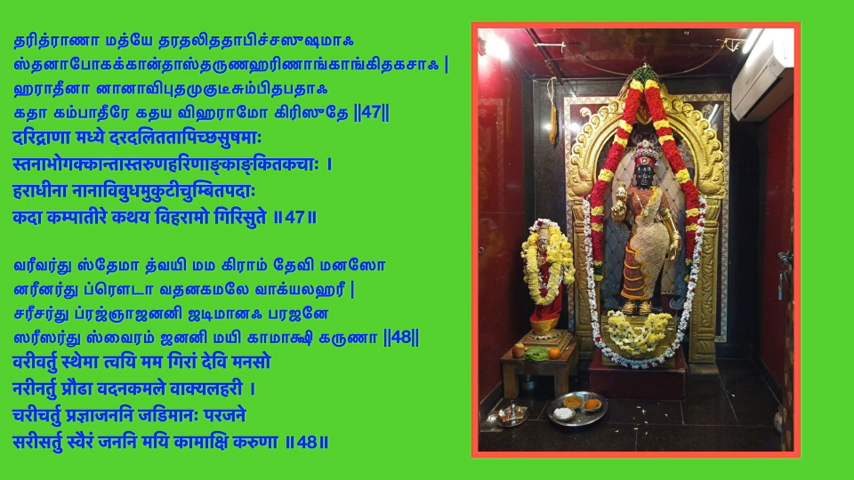 தரித்ராணா மத்யே தரதலிததாபிச்சஸுஷமாஃ
ஸ்தனாபோகக்கான்தாஸ்தருணஹரிணாங்காங்கிதகசாஃ |
ஹராதீனா னானாவிபுதமுகுடீசும்பிதபதாஃ
கதா கம்பாதீரே கதய விஹராமோ கிரிஸுதே ||47||
दरिद्राणा मध्ये दरदलिततापिच्छसुषमाः
स्तनाभोगक्कान्तास्तरुणहरिणाङ्काङ्कितकचाः ।
हराधीना नानाविबुधमुकुटीचुम्बितपदाः
कदा कम्पातीरे कथय विहरामो गिरिसुते ॥47॥
வரீவர்து ஸ்தேமா த்வயி மம கிராம் தேவி மனஸோ
னரீனர்து ப்ரௌடா வதனகமலே வாக்யலஹரீ |
சரீசர்து ப்ரஜ்ஞாஜனனி ஜடிமானஃ பரஜனே
ஸரீஸர்து ஸ்வைரம் ஜனனி மயி காமாக்ஷி கருணா ||48||
वरीवर्तु स्थेमा त्वयि मम गिरां देवि मनसो
नरीनर्तु प्रौढा वदनकमले वाक्यलहरी ।
चरीचर्तु प्रज्ञाजननि जडिमानः परजने
सरीसर्तु स्वैरं जननि मयि कामाक्षि करुणा ॥48॥